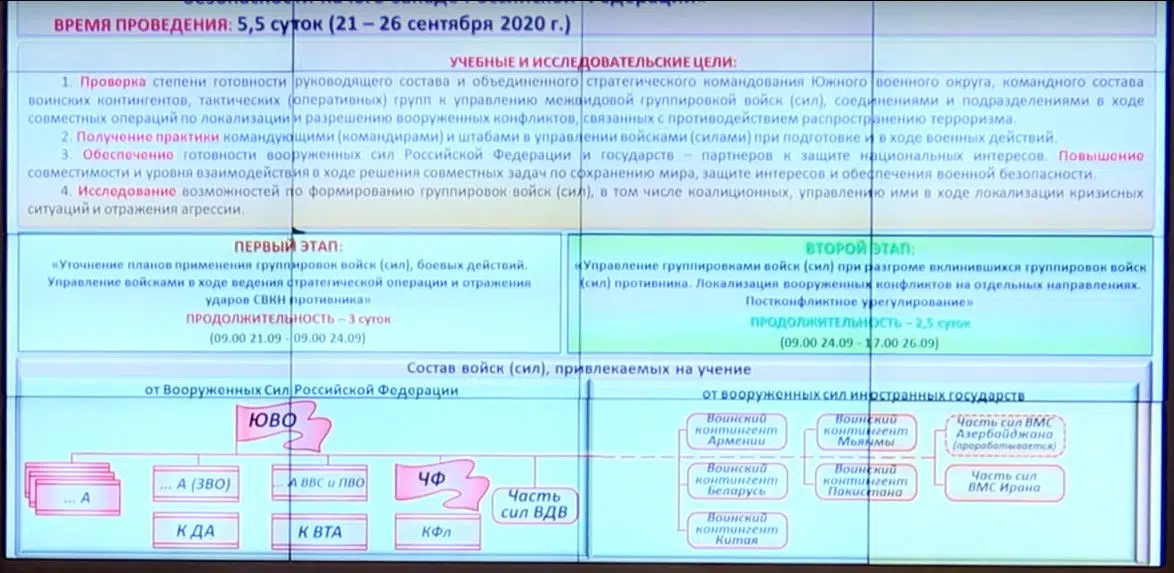 безопасности на юго-западе Российской Федерации»
ВРЕМЯ ПРОВЕДЕНИЯ: 5,5 суток (21 – 26 сентября 2020 г.)
УЧЕБНЫЕ И ИССЛЕДОВАТЕЛЬСКИЕ ЦЕЛИ:
1. Проверка степени готовности руководящего состава и объединенного стратегического командования Южного военного округа, командного состава
воинских контингентов, тактических (оперативных) групп к управлению межвидовой группировкой войск (сил), соединениями и подразделениями в ходе
совместных операций по локализации и разрешению вооруженных конфликтов, связанных с противодействием распространению терроризма.
2. Получение практики командующими (командирами) и штабами в управлении войсками (силами) при подготовке и в ходе военных действий.
3. Обеспечение готовности вооруженных сил Российской Федерации и государств – партнеров к защите национальных интересов. Повышение
совместимости и уровня взаимодействия в ходе решения совместных задач по сохранению мира, защите интересов и обеспечения военной безопасности.
4. Исследование возможностей по формированию группировок войск (сил), в том числе коалиционных, управлению ими в ходе локализации кризисных
ситуаций и отражения агрессии.
ПЕРВЫЙ ЭТАП:
«Уточнение планов применения группировок войск (сил), боевых действий.
Управление войсками в ходе ведения стратегической операции и отражения
ударов СВКН противника»
ПРОДОЛЖИТЕЛЬНОСТЬ – 3 суток
(09.00 21.09 - 09.00 24.09)
ВТОРОЙ ЭТАП:
«Управление группировками войск (сил) при разгроме вклинившихся группировок войск
(сил) противника. Локализация вооруженных конфликтов на отдельных направлениях.
Постконфликтное урегулирование»
ПРОДОЛЖИТЕЛЬНОСТЬ – 2,5 суток
(09.00 24.09 - 17.00 26.09)
Состав войск (сил), привлекаемых на учение
от Вооруженных Сил Российской Федерации
ЮВО
... А
... А (ЗВО)
... А ВВС и ПВО
ЧФ
Часть
сил ВДВ
К ДА
К ВТА
КФл
от вооруженных сил иностранных государств
Воинский
контингент
Армении
Воинский
контингент
Мьянмы
Часть сил ВМС
Азербайджана
(прорабатывается)
Воинский
контингент
Беларусь
Воинский
контингент
Пакистана
Часть сил
ВМС Ирана
Воинский
контингент
Китая